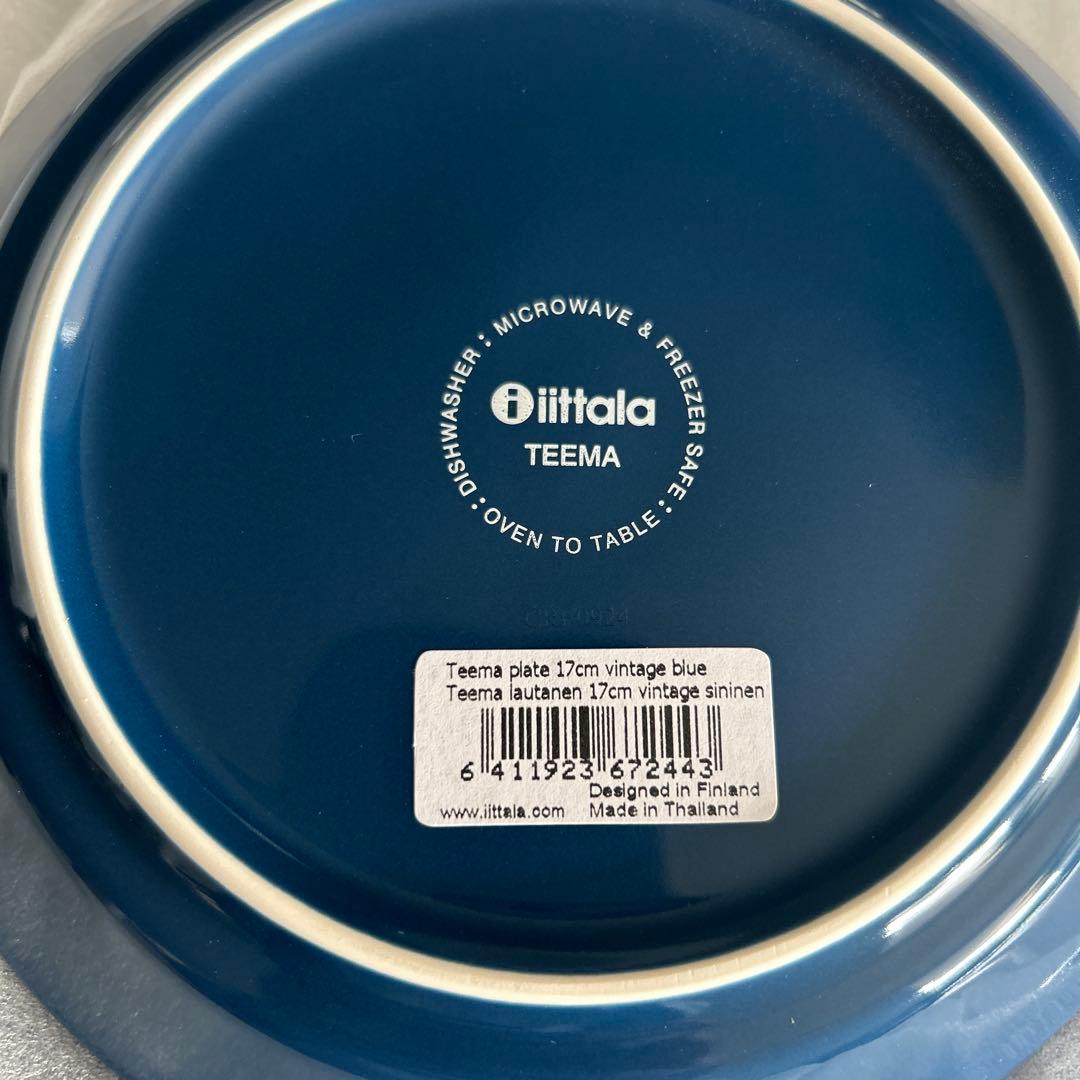 DISHWASHER : MICROWAVE & FREEZER SAFE : OVEN TO TABLE :
iittala
TEEMA
Teema plate 17cm vintage blue
Teema lautanen 17cm vintage sininen
6 411923 672443
Designed in Finland
www.iittala.com Made in Thailand